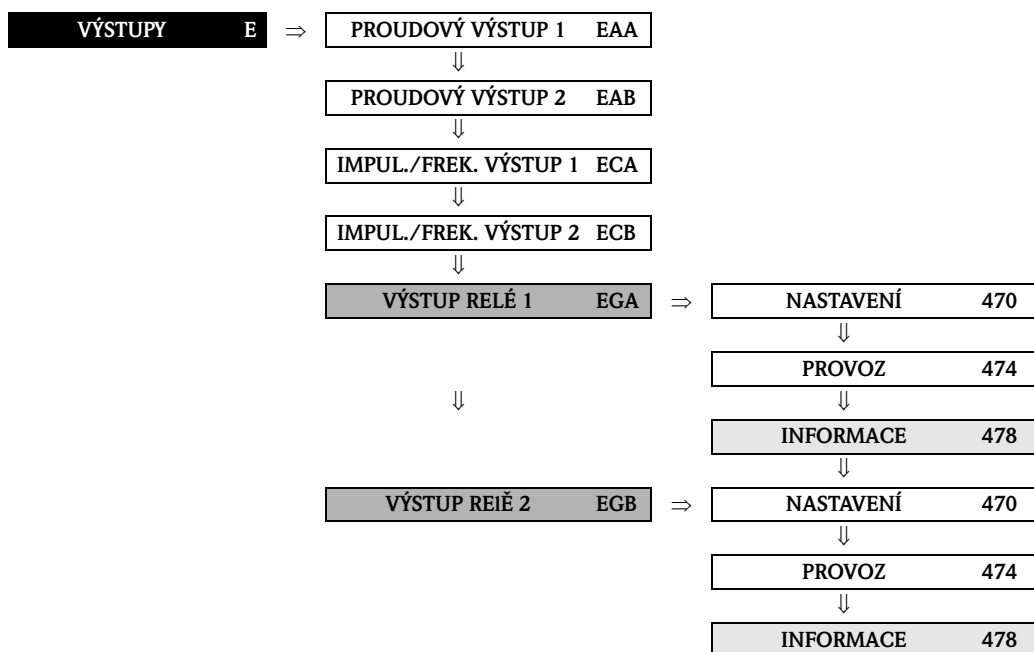 VÝSTUPY E ⇒ PROUDOVÝ VÝSTUP 1 EAA
⇓
PROUDOVÝ VÝSTUP 2 EAB
⇓
IMPUL./FREK. VÝSTUP 1 ECA
⇓
IMPUL./FREK. VÝSTUP 2 ECB
⇓
VÝSTUP RELÉ 1 EGA ⇒ NASTAVENÍ 470
⇓
PROVOZ 474
⇓ ⇓
INFORMACE 478
⇓
VÝSTUP RElĚ 2 EGB ⇒ NASTAVENÍ 470
⇓
PROVOZ 474
⇓
INFORMACE 478